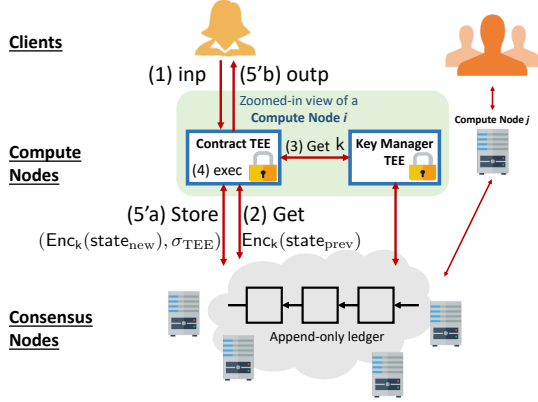 Clients
(1) inp
(5'b) outp
Zoomed-in view of a
Compute Node i
Compute Node j
Compute
Nodes
Contract TEE
(4) exec
(3) Get k
Key Manager
TEE
(5'a) Store
(Enc_k(state_new), σ_TEE)
(2) Get
Enc_k(state_prev)
Consensus
Nodes
Append-only ledger